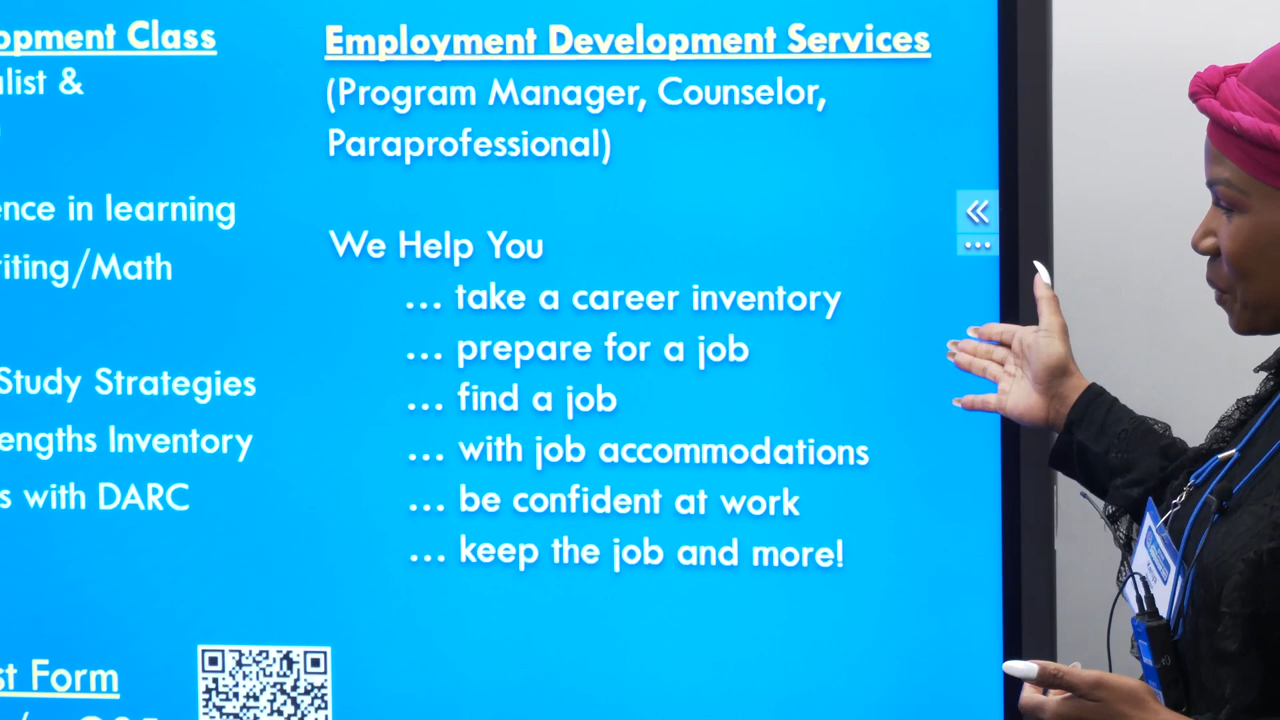 opment Class
alist &
ence in learning
riting/Math
Study Strategies
engths Inventory
s with DARC
st Form
Employment Development Services
(Program Manager, Counselor,
Paraprofessional)
We Help You
... take a career inventory
... prepare for a job
... find a job
... with job accommodations
... be confident at work
... keep the job and more!